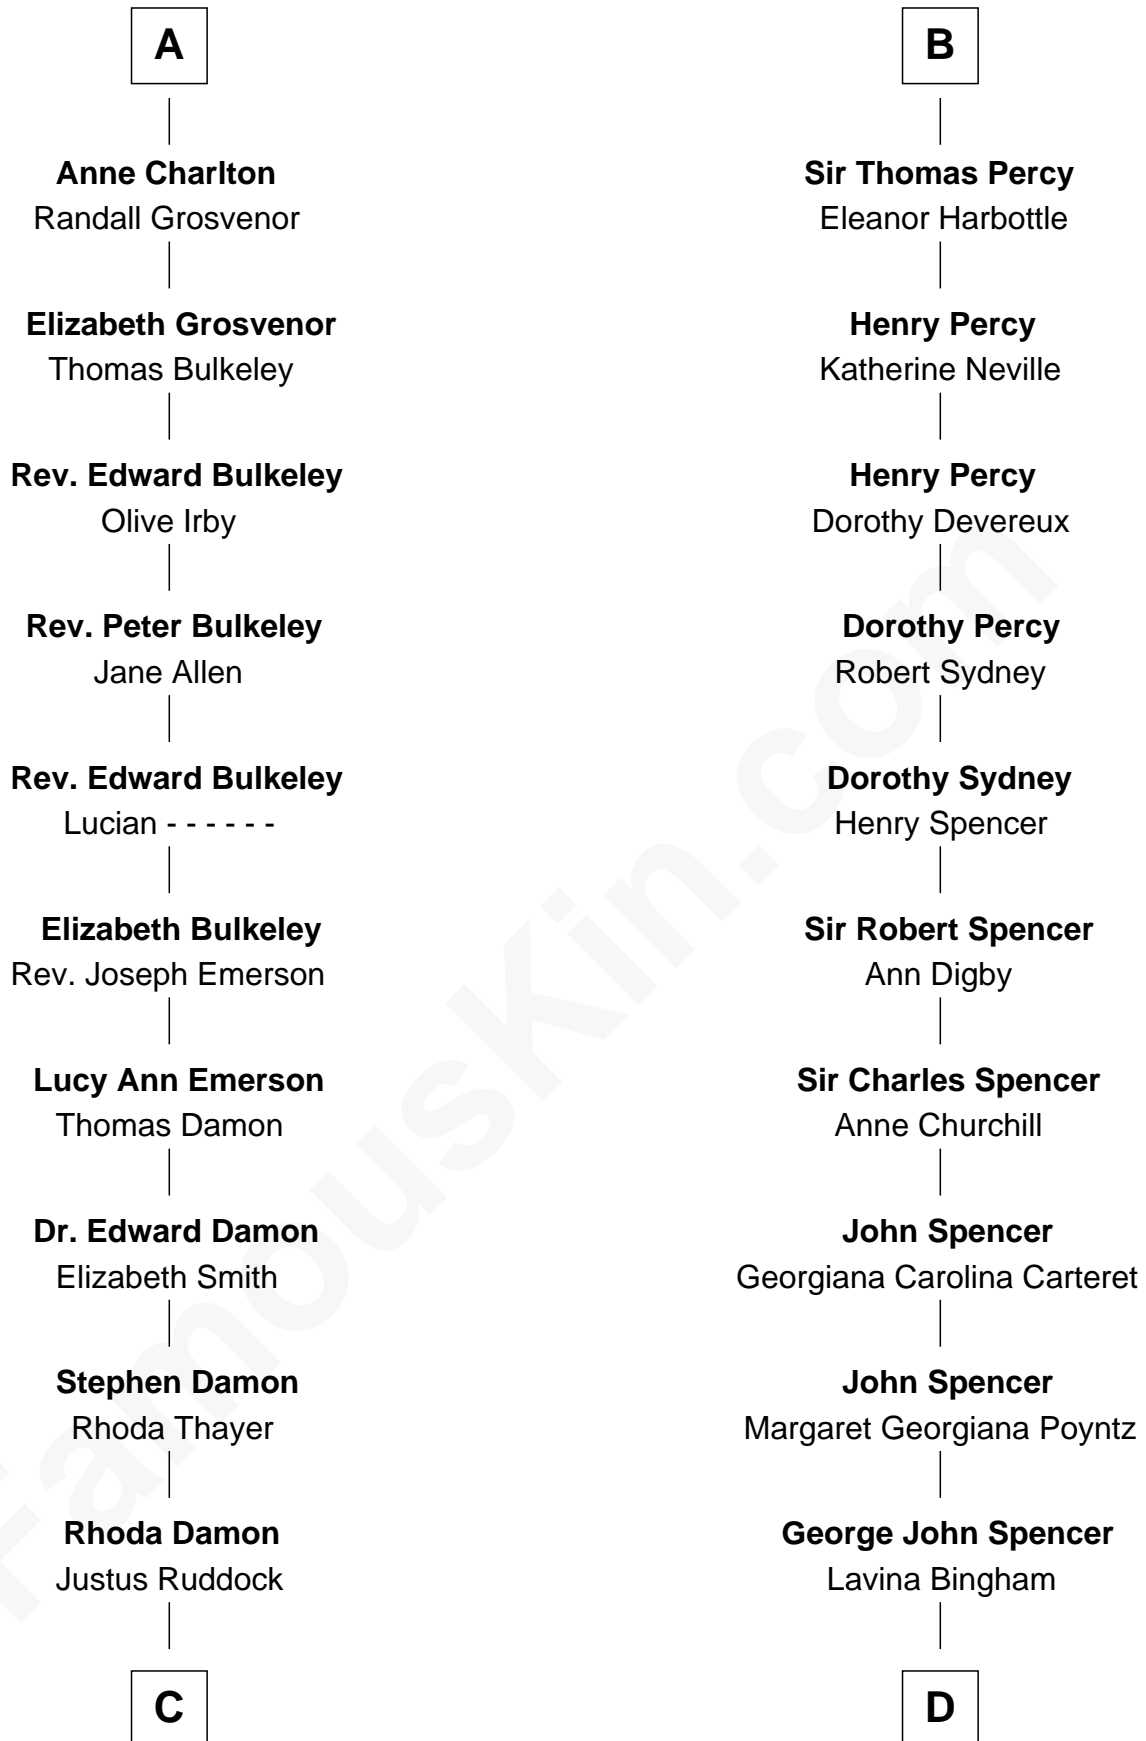 A
Anne Charlton
Randall Grosvenor
Elizabeth Grosvenor
Thomas Bulkeley
Rev. Edward Bulkeley
Olive Irby
Rev. Peter Bulkeley
Jane Allen
Rev. Edward Bulkeley
Lucian - - - - - -
Elizabeth Bulkeley
Rev. Joseph Emerson
Lucy Ann Emerson
Thomas Damon
Dr. Edward Damon
Elizabeth Smith
Stephen Damon
Rhoda Thayer
Rhoda Damon
Justus Ruddock
C
B
Sir Thomas Percy
Eleanor Harbottle
Henry Percy
Katherine Neville
Henry Percy
Dorothy Devereux
Dorothy Percy
Robert Sydney
Dorothy Sydney
Henry Spencer
Sir Robert Spencer
Ann Digby
Sir Charles Spencer
Anne Churchill
John Spencer
Georgiana Carolina Carteret
John Spencer
Margaret Georgiana Poyntz
George John Spencer
Lavina Bingham
D
FamousKin.com